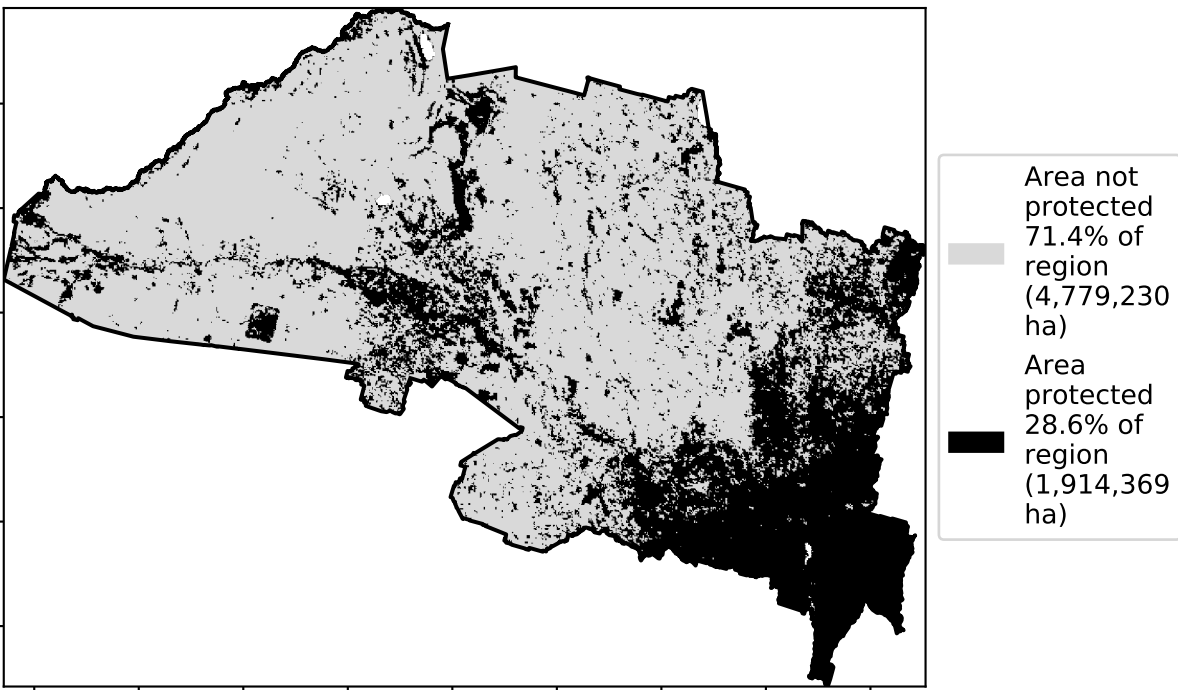 Area not
protected
71.4% of
region
(4,779,230
ha)
Area
protected
28.6% of
region
(1,914,369
ha)